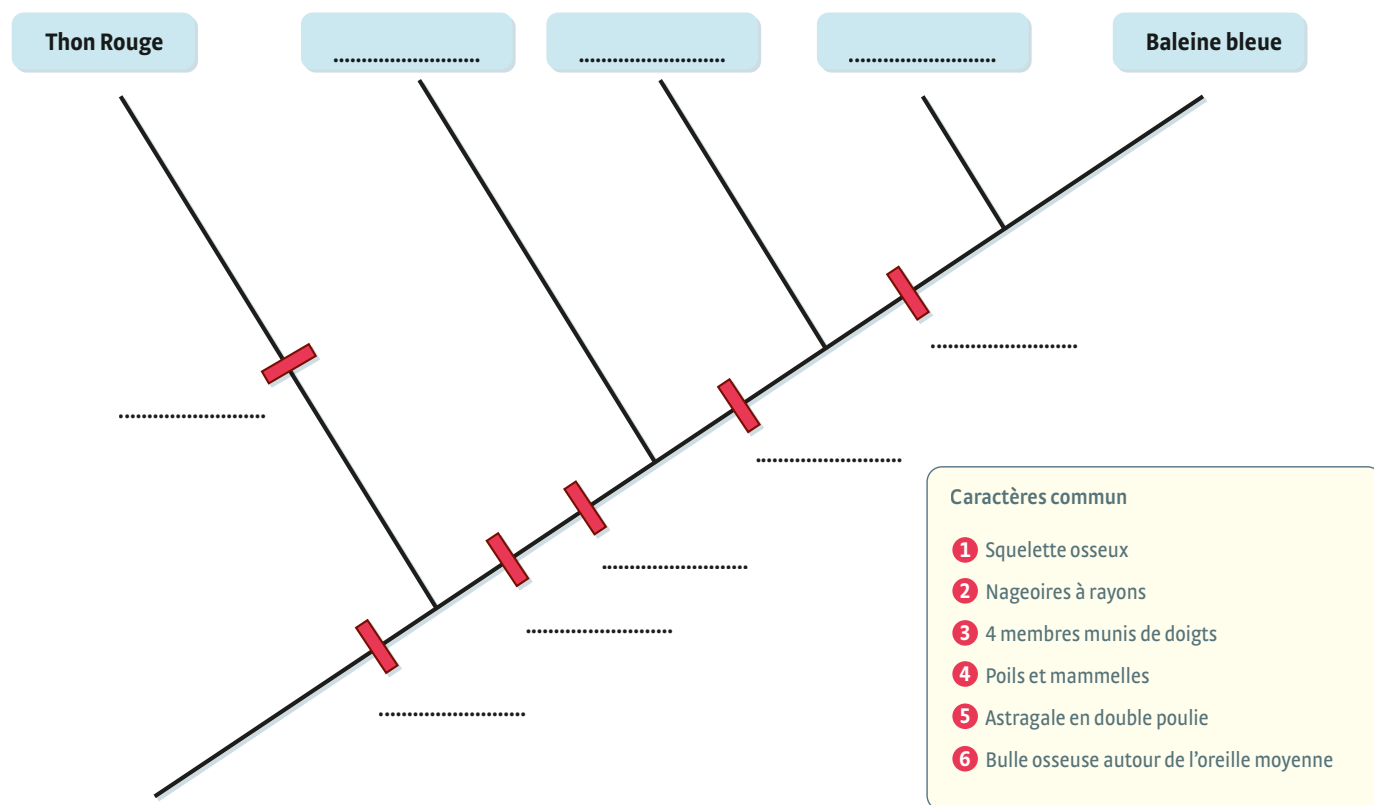 Thon Rouge
..........................
..........................
..........................
Baleine bleue
..........................
..........................
..........................
..........................
..........................
..........................
Caractères commun
1 Squelette osseux
2 Nageoires à rayons
3 4 membres munis de doigts
4 Poils et mammelles
5 Astragale en double poulie
6 Bulle osseuse autour de l'oreille moyenne